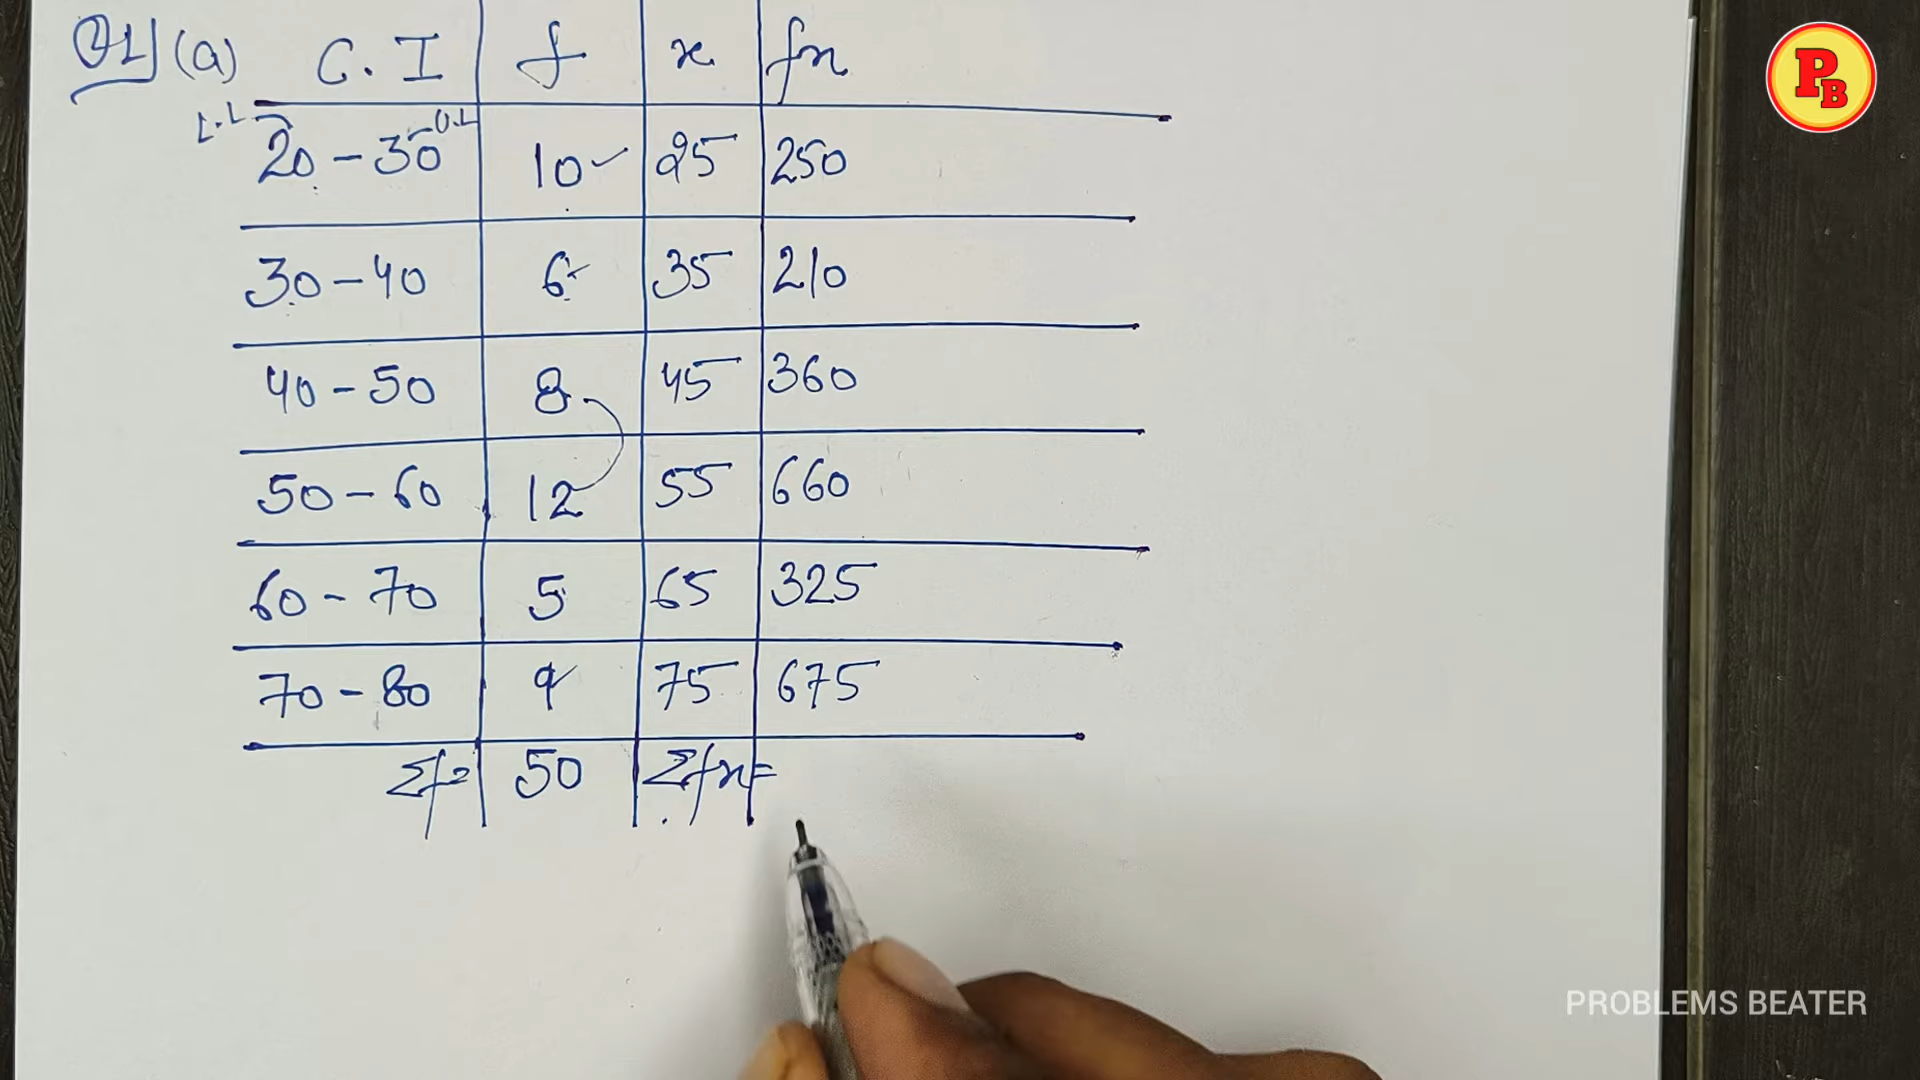 Q1 (a) C.I f x fx
L.L U.L
20 - 30 10 25 250
30 - 40 6 35 210
40 - 50 8 45 360
50 - 60 12 55 660
60 - 70 5 65 325
70 - 80 9 75 675
Σf= 50 Σfx=
PB
PROBLEMS BEATER